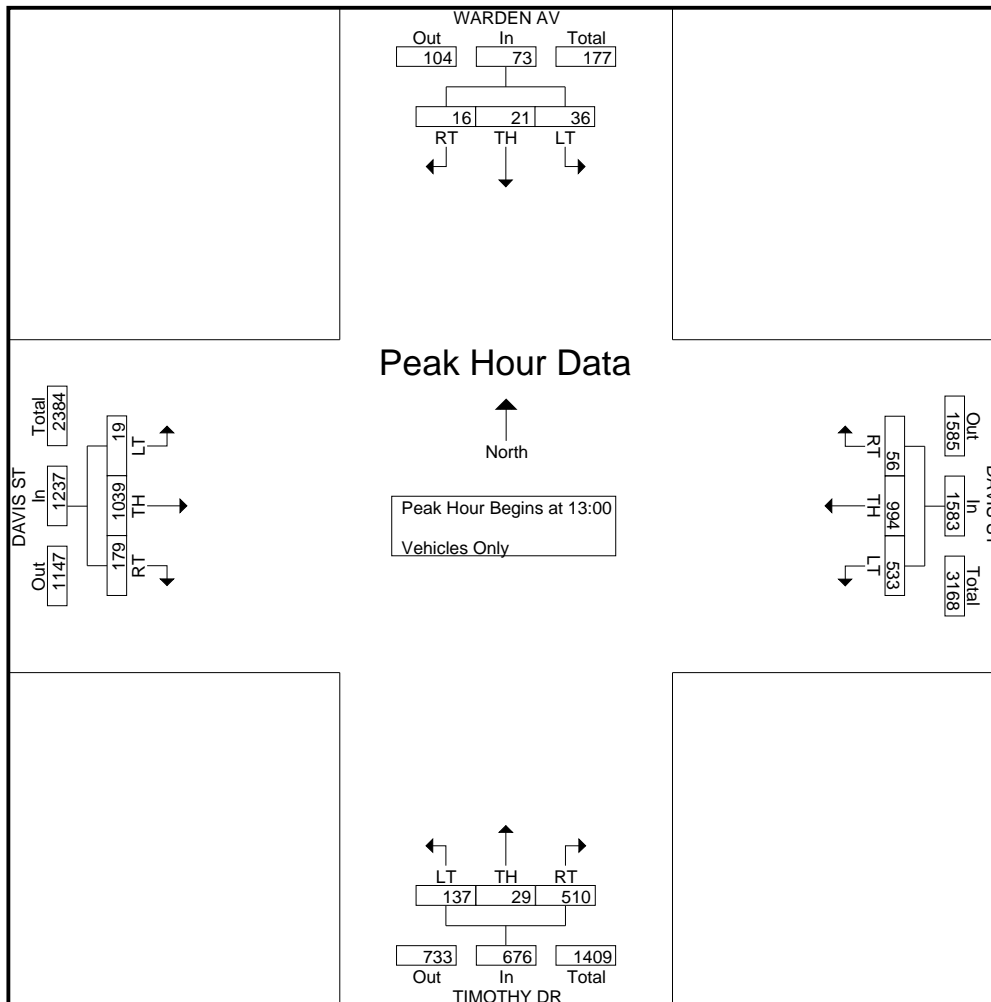 WARDEN AV
Out In Total
104 73 177
16 21 36
RT TH LT
Peak Hour Data
North
Peak Hour Begins at 13:00
Vehicles Only
DAVIS ST
Total In Out
2384 1237 1147
19 1039 179
LT TH RT
RT TH LT
56 994 533
Out In Total
1585 1583 3168
DAVIS ST
LT TH RT
137 29 510
733 676 1409
Out In Total
TIMOTHY DR